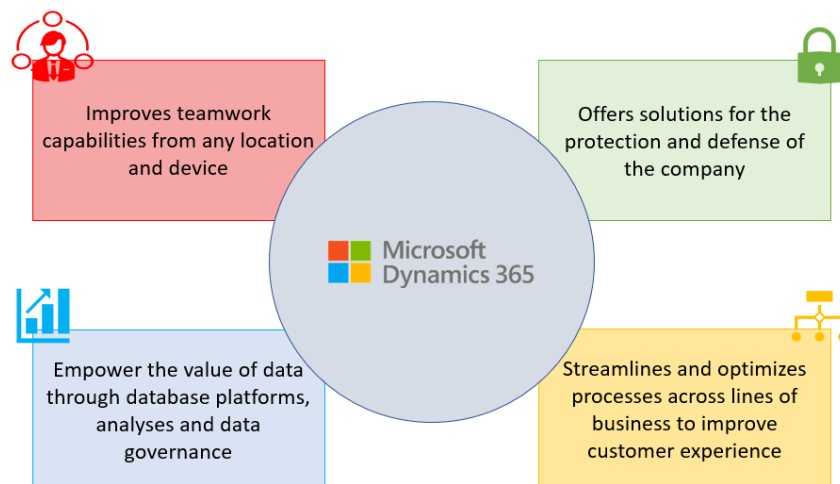 Improves teamwork
capabilities from any location
and device
Offers solutions for the
protection and defense of
the company
Microsoft
Dynamics 365
Empower the value of data
through database platforms,
analyses and data
governance
Streamlines and optimizes
processes across lines of
business to improve
customer experience